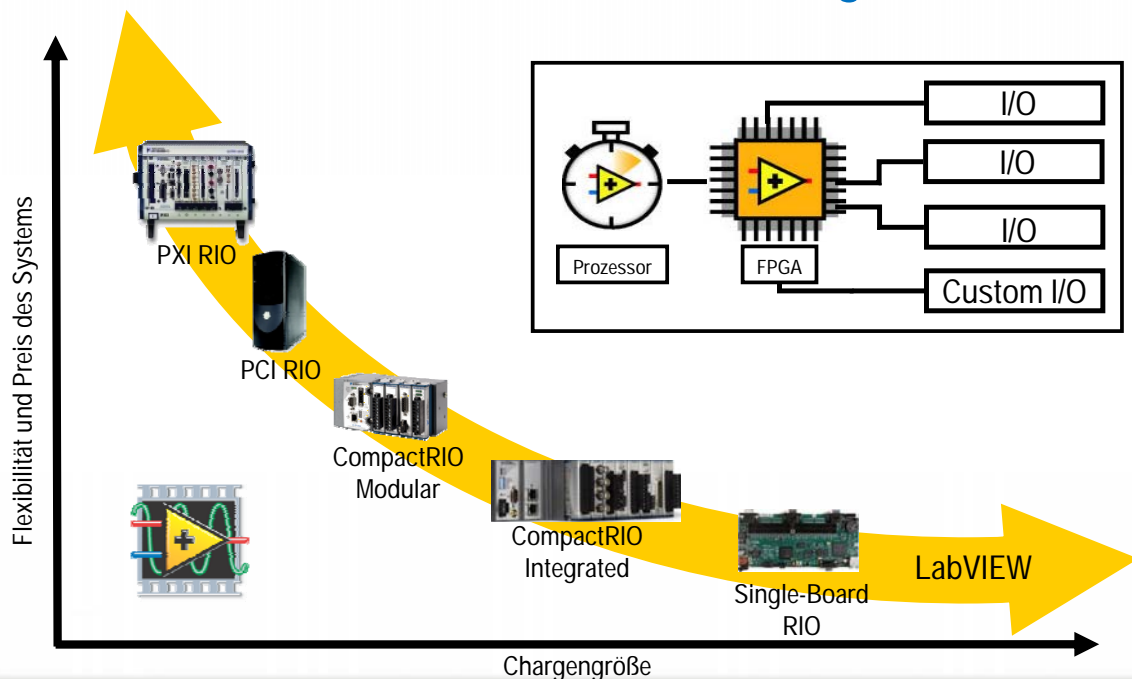 Flexibilität und Preis des Systems
PXI RIO
PCI RIO
CompactRIO
Modular
CompactRIO
Integrated
Single-Board
RIO
LabVIEW
Chargengröße
Prozessor
FPGA
I/O
I/O
I/O
Custom I/O